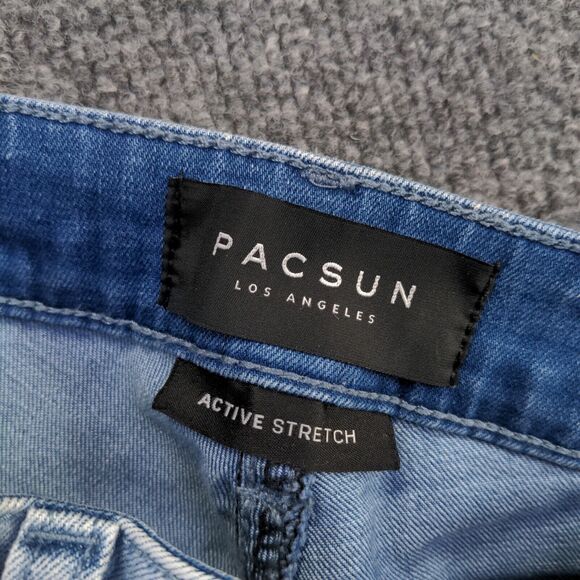 PACSUN
LOS ANGELES
ACTIVE STRETCH